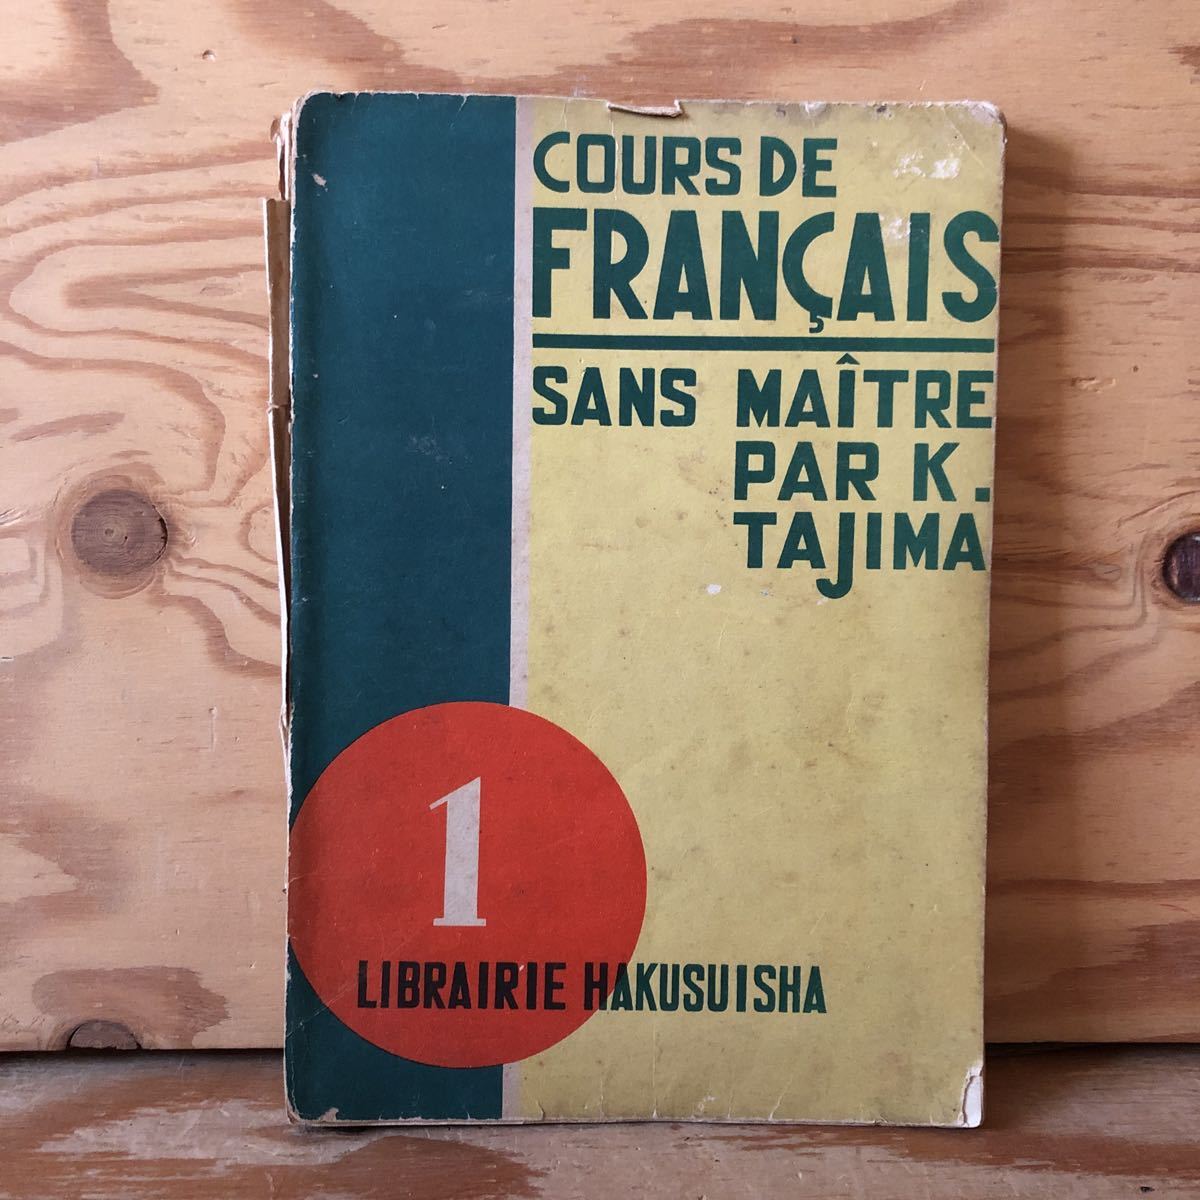 COURS DE
FRANÇAIS
SANS MAÎTRE
PAR K.
TAJIMA
1
LIBRAIRIE HAKUSUISHA